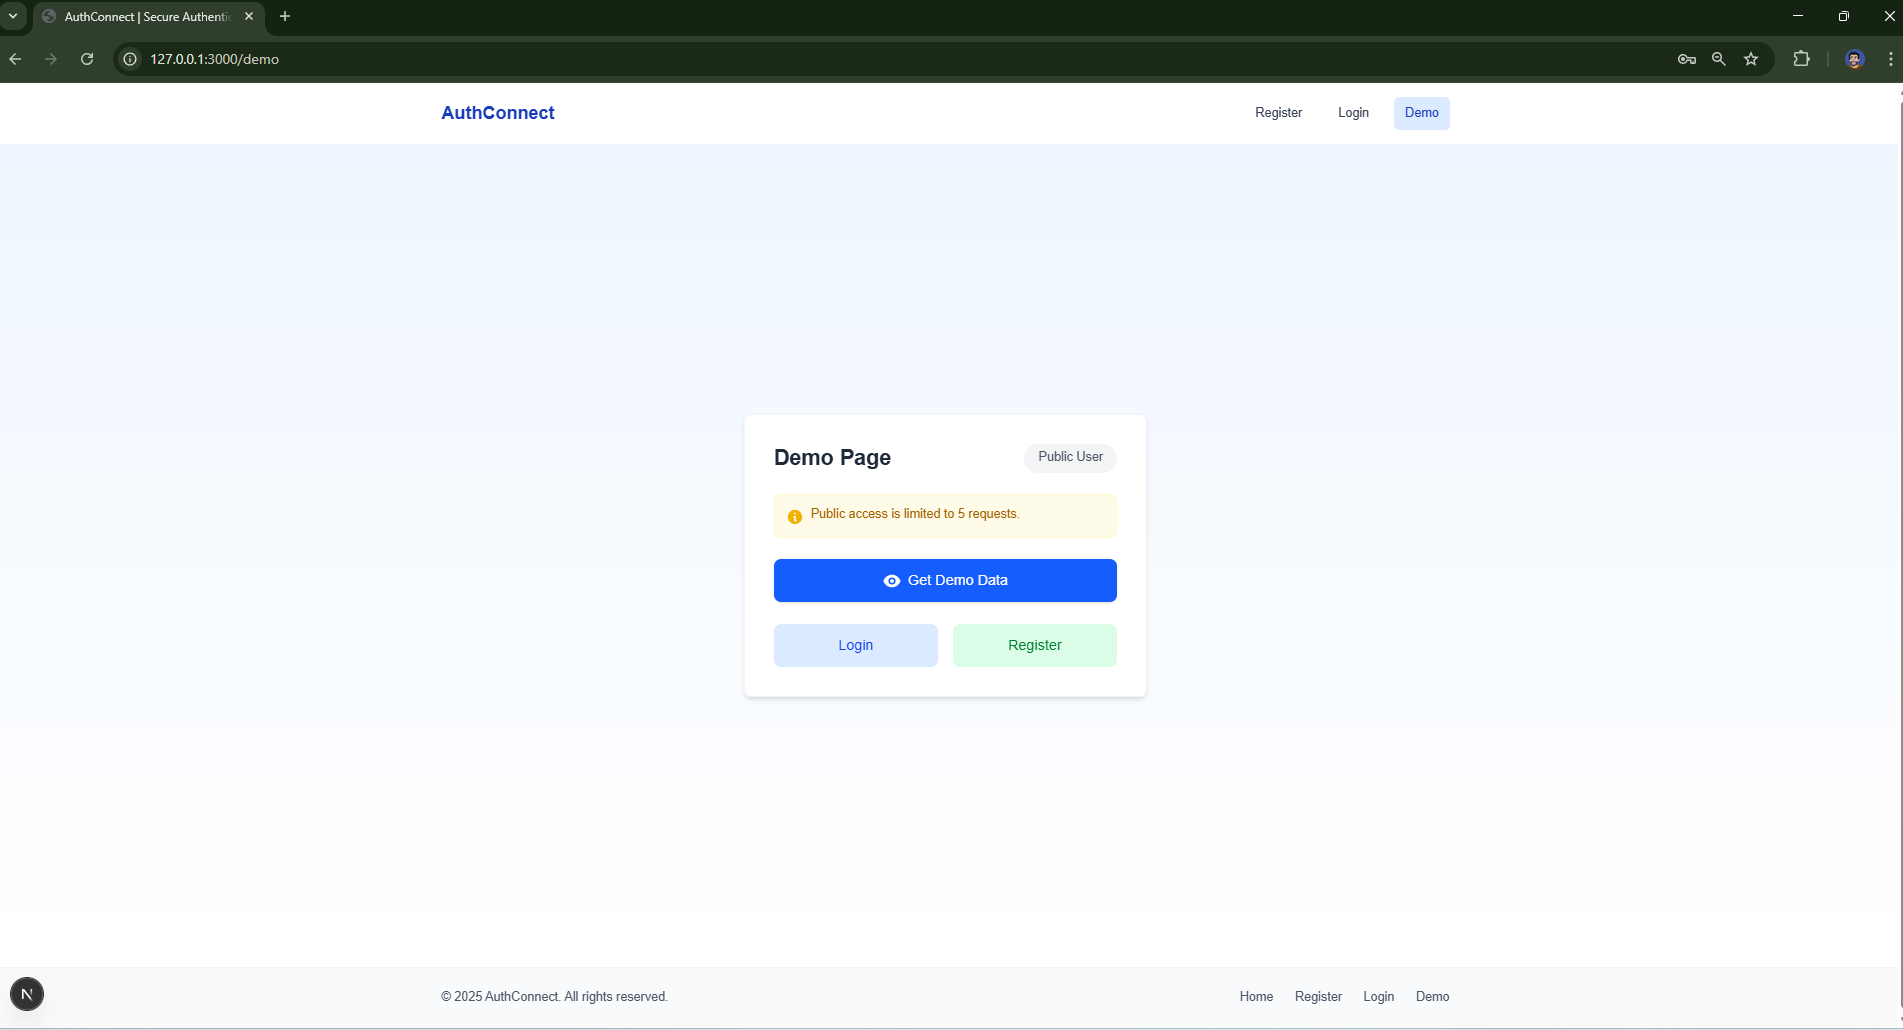 AuthConnect | Secure Authenti
127.0.0.1:3000/demo
AuthConnect
Register
Login
Demo
Demo Page
Public User
Public access is limited to 5 requests.
Get Demo Data
Login
Register
N
© 2025 AuthConnect. All rights reserved.
Home
Register
Login
Demo